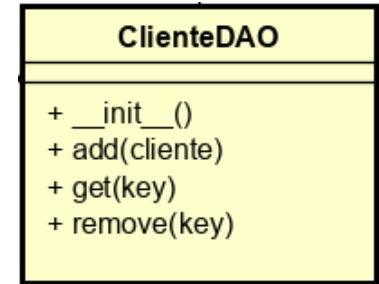 ClienteDAO
+ __init__()
+ add(cliente)
+ get(key)
+ remove(key)